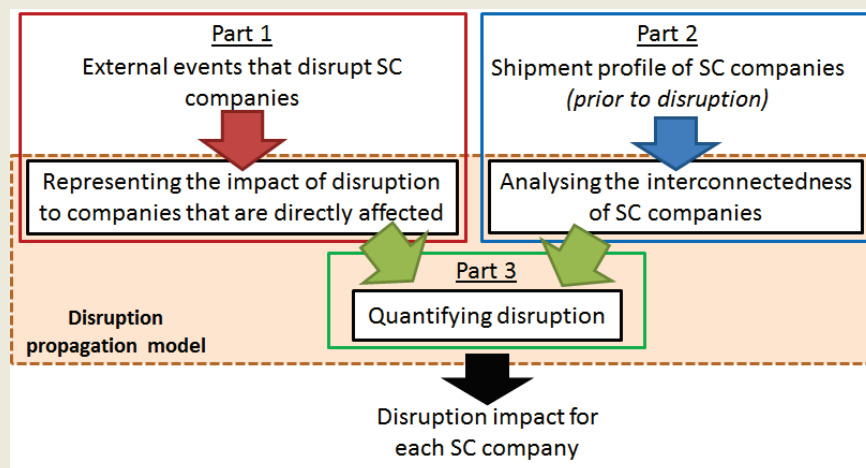 Part 1
External events that disrupt SC
companies
Part 2
Shipment profile of SC companies
(prior to disruption)
Representing the impact of disruption
to companies that are directly affected
Analysing the interconnectedness
of SC companies
Part 3
Quantifying disruption
Disruption
propagation model
Disruption impact for
each SC company